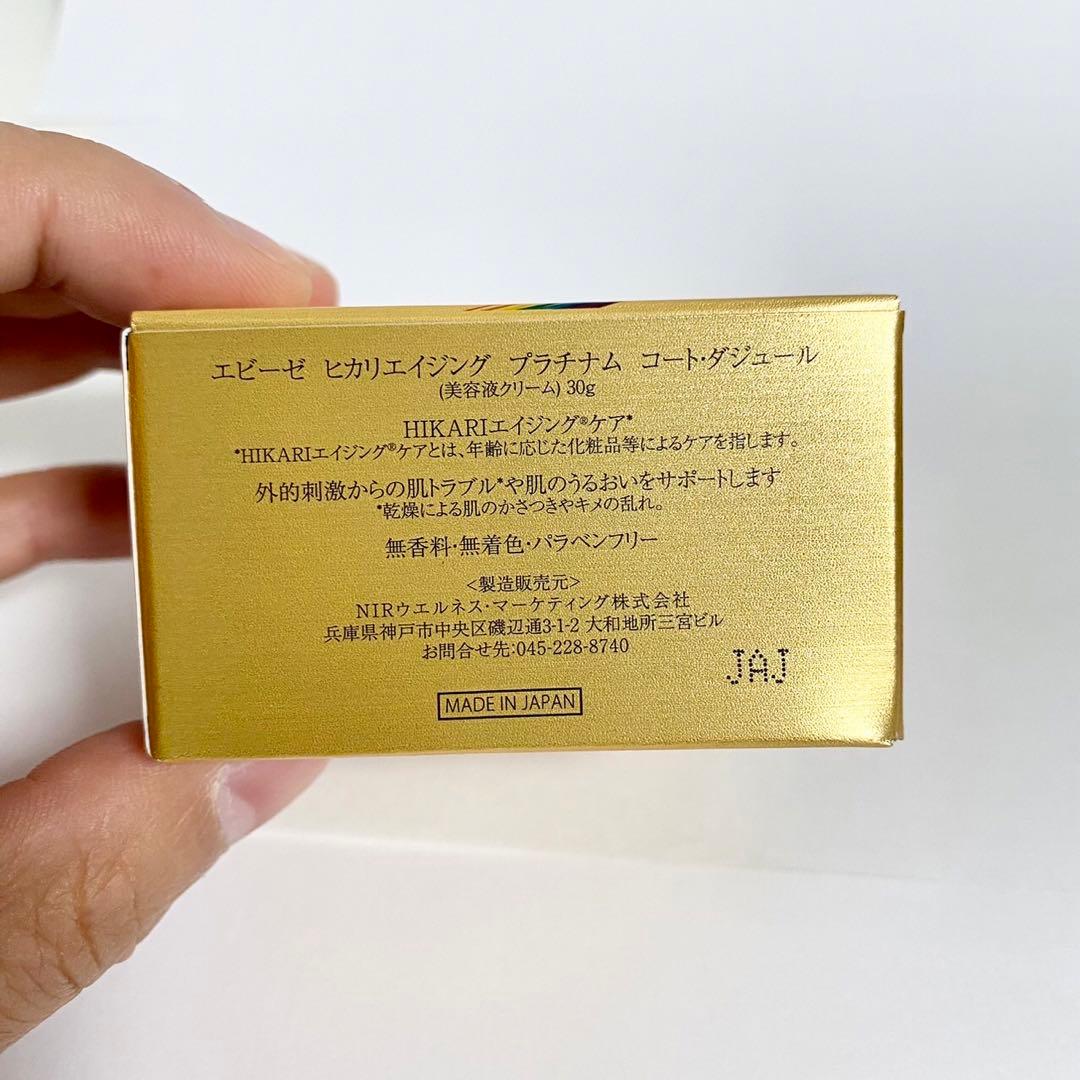 エビーゼ ヒカリエイジング プラチナム コート・ダジュール
(美容液クリーム) 30g
HIKARIエイジング®ケア*
*HIKARIエイジング®ケアとは、年齢に応じた化粧品等によるケアを指します。
外的刺激からの肌トラブル*や肌のうるおいをサポートします
*乾燥による肌のかさつきやキメの乱れ。
無香料・無着色・パラベンフリー
<製造販売元>
NIRウエルネス・マーケティング株式会社
兵庫県神戸市中央区磯辺通3-1-2 大和地所三宮ビル
お問合せ先:045-228-8740
JAJ
MADE IN JAPAN